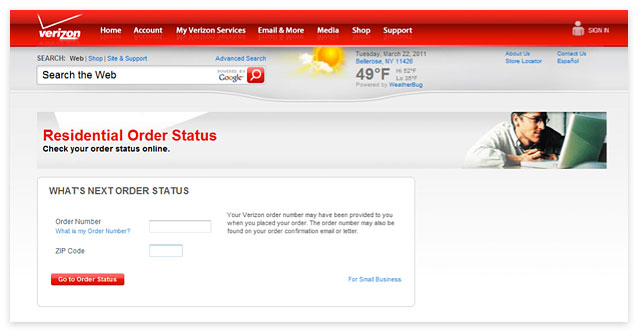 verizon
Home Account My Verizon Services Email & More Media Shop Support
SIGN IN
SEARCH: Web | Shop | Site & Support Advanced Search
Search the Web
POWERED BY Google
Tuesday, March 22, 2011
Bellerose, NY 11426
49°F Hi 52°F
Lo 35°F
Powered by WeatherBug
About Us Contact Us
Store Locator Español
Residential Order Status
Check your order status online.
WHAT'S NEXT ORDER STATUS
Order Number
What is my Order Number?
Your Verizon order number may have been provided to you
when you placed your order. The order number may also be
found on your order confirmation email or letter.
ZIP Code
Go to Order Status
For Small Business